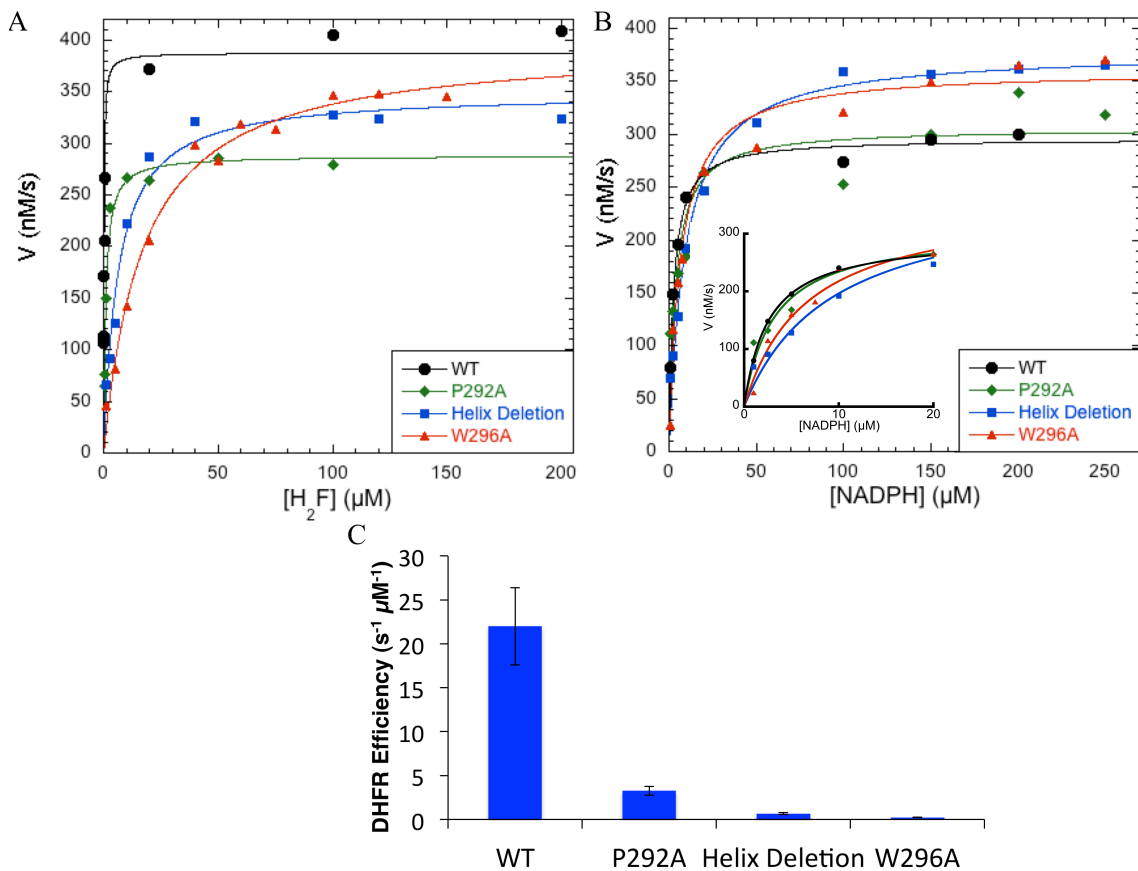 A
V (nM/s)
400
350
300
250
200
150
100
50
0
0
50
100
150
200
[H₂F] (µM)
WT
P292A
Helix Deletion
W296A
B
V (nM/s)
400
350
300
250
200
150
100
50
0
0
50
100
150
200
250
[NADPH] (µM)
V (nM/s)
300
200
100
0
0
10
20
[NADPH] (µM)
WT
P292A
Helix Deletion
W296A
C
DHFR Efficiency (s⁻¹ µM⁻¹)
30
25
20
15
10
5
0
WT P292A Helix Deletion W296A